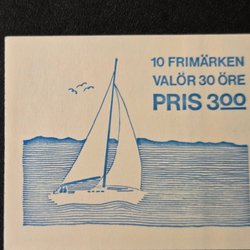 10 FRIMÄRKEN
VALÖR 30 ÖRE
PRIS 3.00